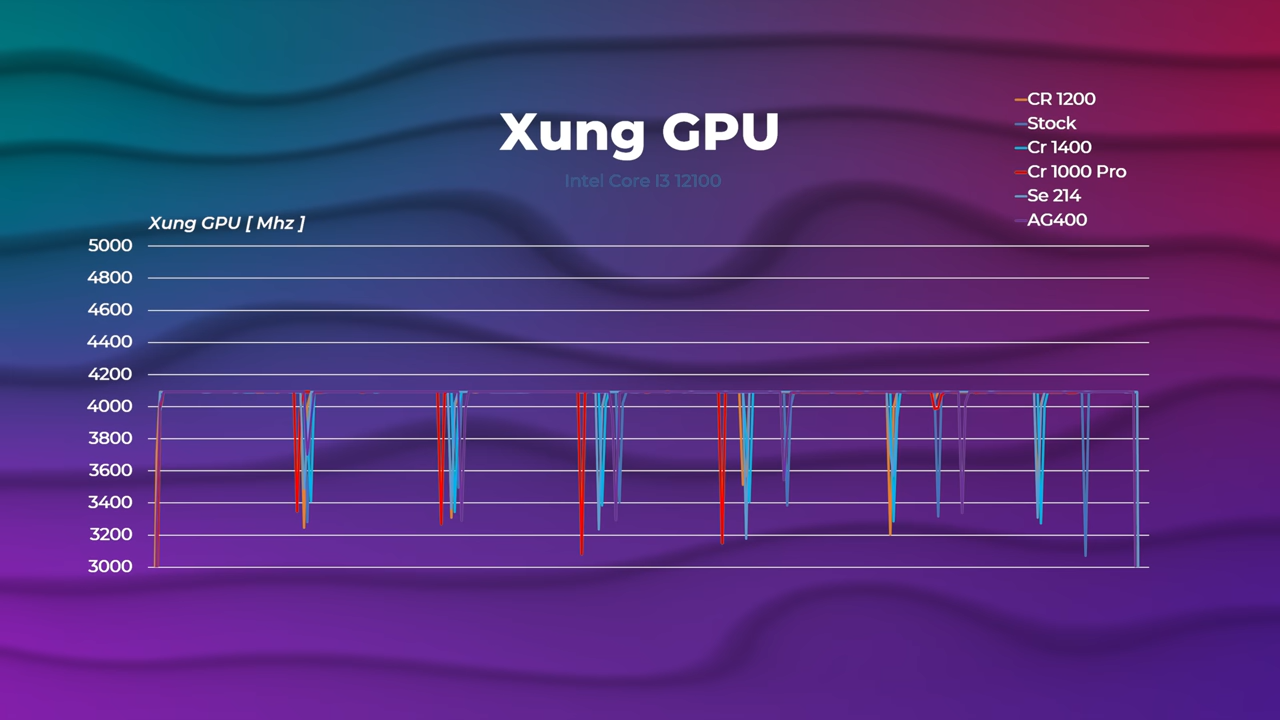 Xung GPU
Intel Core I3 12100
CR 1200
Stock
Cr 1400
Cr 1000 Pro
Se 214
AG400
Xung GPU [ Mhz ]
5000
4800
4600
4400
4200
4000
3800
3600
3400
3200
3000